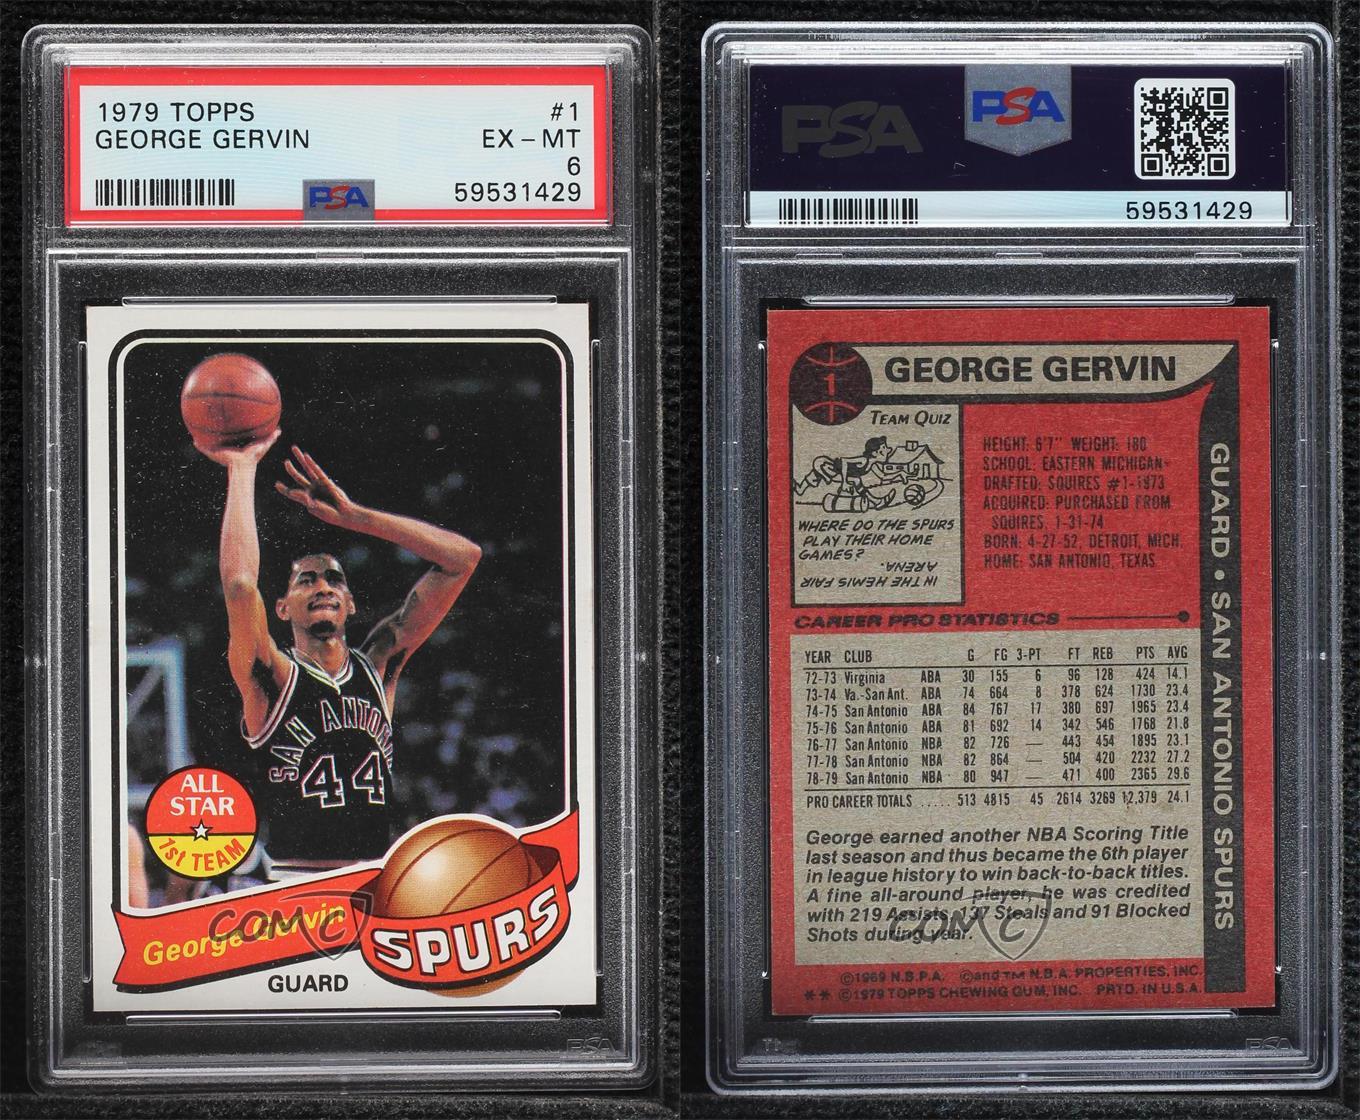 1979 TOPPS #1
GEORGE GERVIN EX - MT
6
PSA 59531429
SAN ANTONIO
44
ALL
STAR
1st TEAM
George Gervin
SPURS
GUARD
COMC
PSA
PSA PSA
59531429
1 GEORGE GERVIN
TEAM QUIZ
WHERE DO THE SPURS
PLAY THEIR HOME
GAMES?
IN THE HEMIS FAIR
ARENA.
HEIGHT: 6'7" WEIGHT: 180
SCHOOL: EASTERN MICHIGAN
DRAFTED: SQUIRES #1-1973
ACQUIRED: PURCHASED FROM
SQUIRES, 1-31-74
BORN: 4-27-52, DETROIT, MICH.
HOME: SAN ANTONIO, TEXAS
GUARD • SAN ANTONIO SPURS
CAREER PRO STATISTICS
YEAR CLUB G FG 3-PT FT REB PTS AVG
72-73 Virginia ABA 30 155 6 96 128 424 14.1
73-74 Va.-San Ant. ABA 74 664 8 378 624 1730 23.4
74-75 San Antonio ABA 84 767 17 380 697 1965 23.4
75-76 San Antonio ABA 81 692 14 342 546 1768 21.8
76-77 San Antonio NBA 82 726 — 443 454 1895 23.1
77-78 San Antonio NBA 82 864 — 504 420 2232 27.2
78-79 San Antonio NBA 80 947 — 471 400 2365 29.6
PRO CAREER TOTALS ..... 513 4815 45 2614 3269 12,379 24.1
George earned another NBA Scoring Title
last season and thus became the 6th player
in league history to win back-to-back titles.
A fine all-around player, he was credited
with 219 Assists, 137 Steals and 91 Blocked
Shots during year.
COMC
©1969 N.B.P.A. ©and TM N.B.A. PROPERTIES, INC.
** ©1979 TOPPS CHEWING GUM, INC. PRTD. IN U.S.A.
PSA